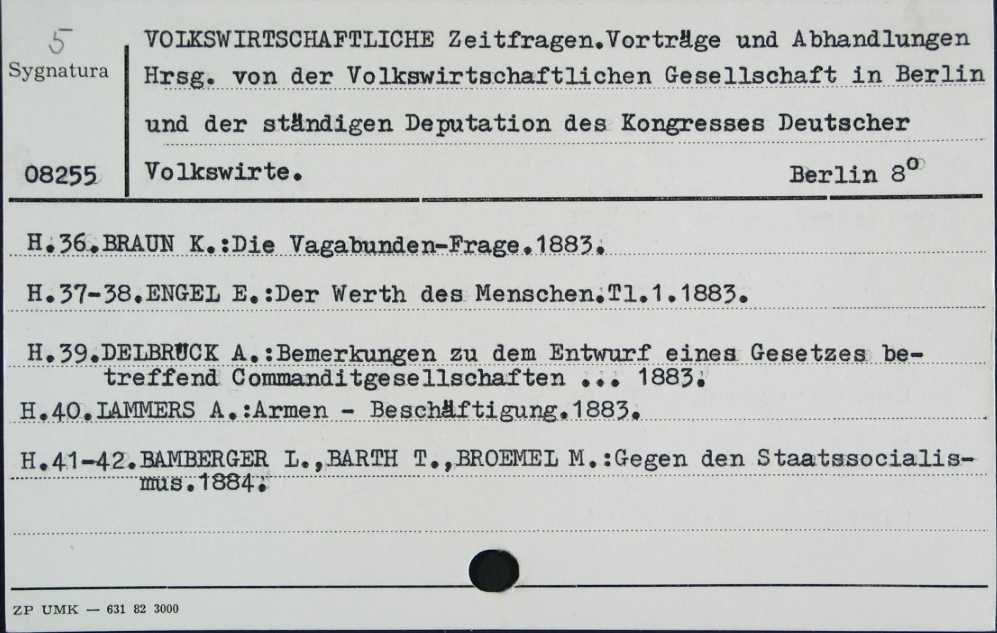 5
Sygnatura
08255
VOLKSWIRTSCHAFTLICHE Zeitfragen.Vorträge und Abhandlungen
Hrsg. von der Volkswirtschaftlichen Gesellschaft in Berlin
und der ständigen Deputation des Kongresses Deutscher
Volkswirte. Berlin 8°
H.36.BRAUN K.:Die Vagabunden-Frage.1883.
H.37-38.ENGEL E.:Der Werth des Menschen.Tl.1.1883.
H.39.DELBRÜCK A.:Bemerkungen zu dem Entwurf eines Gesetzes be-
treffend Commanditgesellschaften ... 1883.
H.40.LAMMERS A.:Armen - Beschäftigung.1883.
H.41-42.BAMBERGER L.,BARTH T.,BROEMEL M.:Gegen den Staatssocialis-
mus.1884.
ZP UMK — 631 82 3000